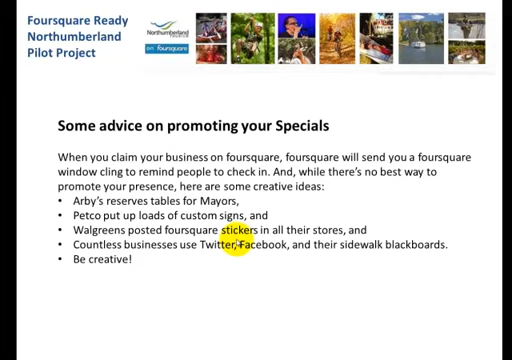 Foursquare Ready
Northumberland
Pilot Project
Northumberland
TOURISM
on foursquare
Some advice on promoting your Specials
When you claim your business on foursquare, foursquare will send you a foursquare
window cling to remind people to check in. And, while there's no best way to
promote your presence, here are some creative ideas:
• Arby's reserves tables for Mayors,
• Petco put up loads of custom signs, and
• Walgreens posted foursquare stickers in all their stores, and
• Countless businesses use Twitter, Facebook, and their sidewalk blackboards.
• Be creative!